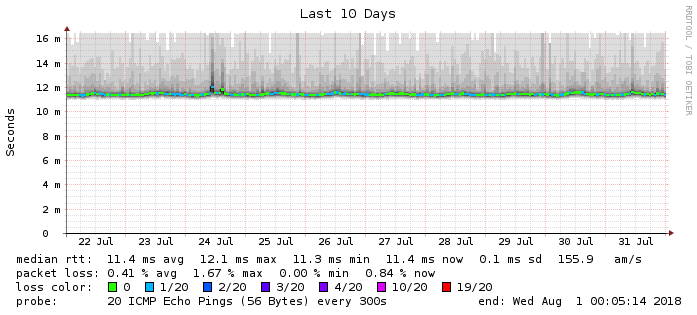 Last 10 Days
RRDTOOL / TOBI OETIKER
Seconds
16 m
14 m
12 m
10 m
8 m
6 m
4 m
2 m
0
22 Jul 23 Jul 24 Jul 25 Jul 26 Jul 27 Jul 28 Jul 29 Jul 30 Jul 31 Jul
median rtt: 11.4 ms avg 12.1 ms max 11.3 ms min 11.4 ms now 0.1 ms sd 155.9 am/s
packet loss: 0.41 % avg 1.67 % max 0.00 % min 0.84 % now
loss color: 0 1/20 2/20 3/20 4/20 10/20 19/20
probe: 20 ICMP Echo Pings (56 Bytes) every 300s end: Wed Aug 1 00:05:14 2018